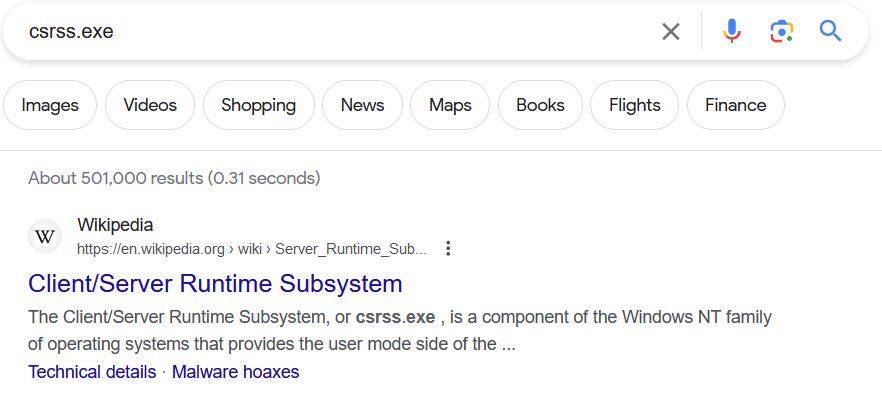 csrss.exe
Images Videos Shopping News Maps Books Flights Finance
About 501,000 results (0.31 seconds)
W
Wikipedia
https://en.wikipedia.org › wiki › Server_Runtime_Sub...
Client/Server Runtime Subsystem
The Client/Server Runtime Subsystem, or csrss.exe , is a component of the Windows NT family
of operating systems that provides the user mode side of the ...
Technical details · Malware hoaxes